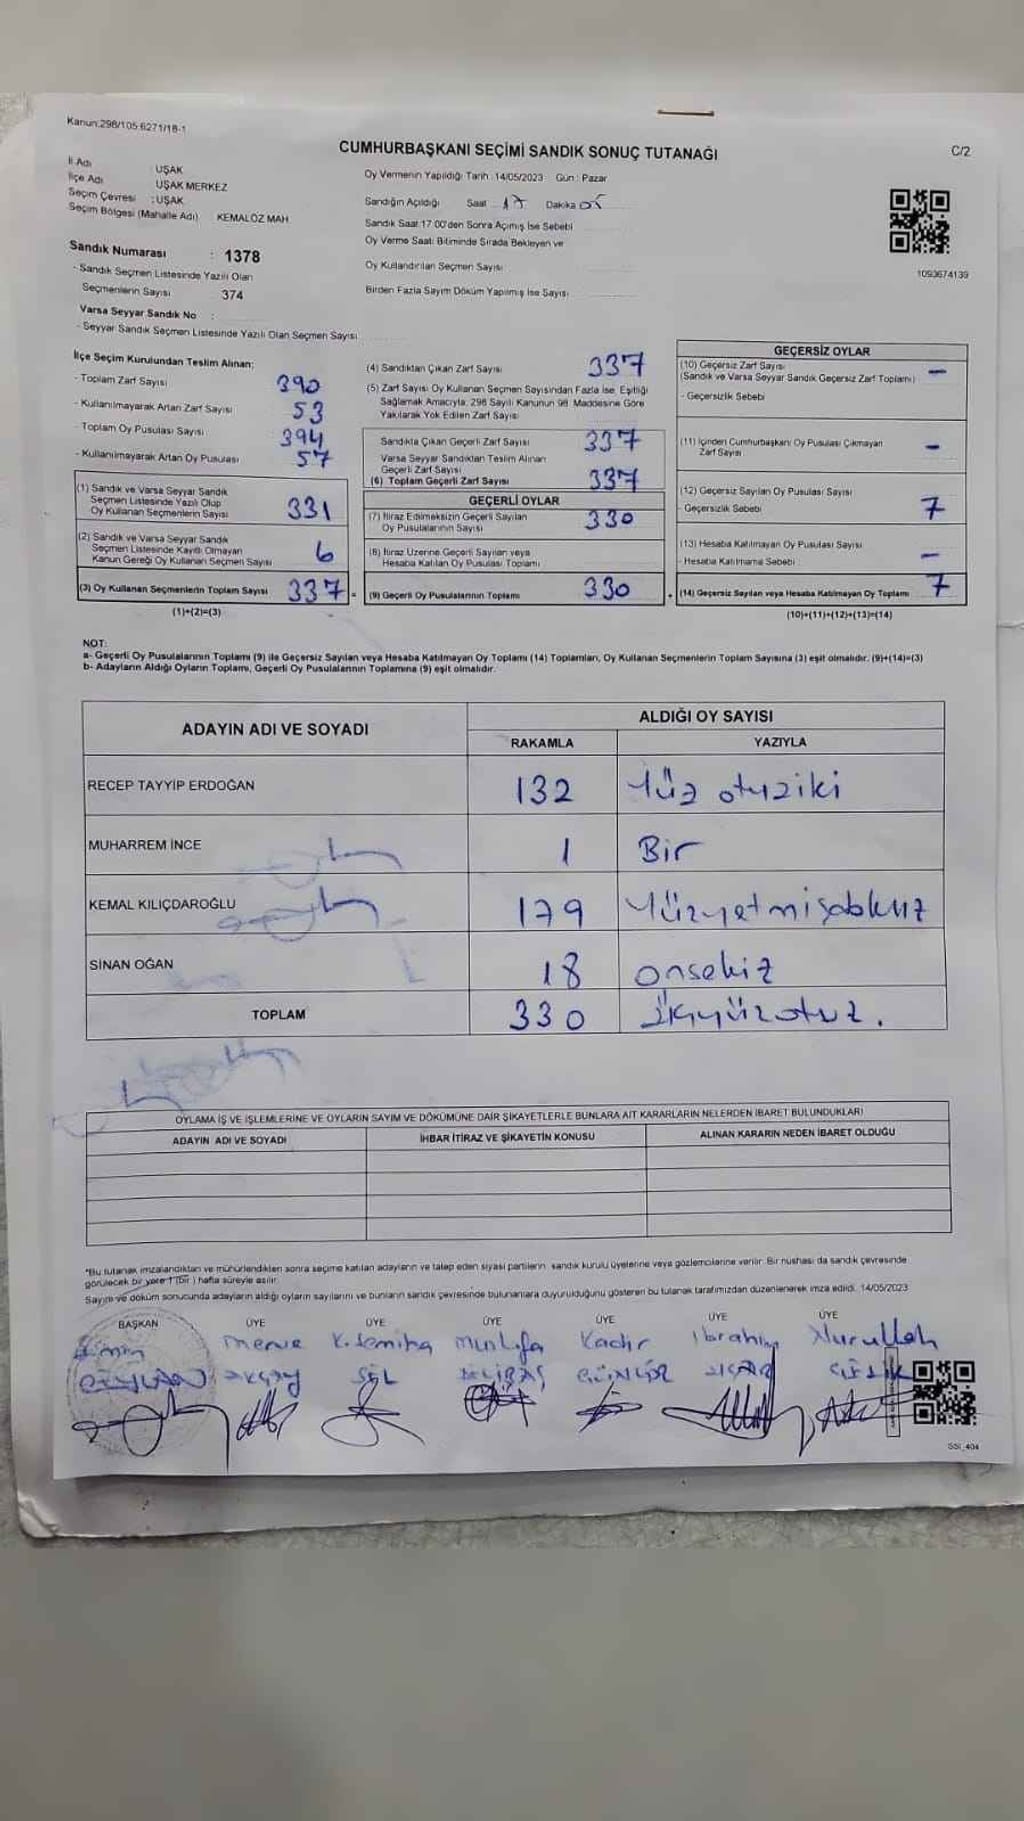 Kanun:298/105.6271/18-1
CUMHURBAŞKANI SEÇİMİ SANDIK SONUÇ TUTANAĞI
C/2
İl Adı : UŞAK
İlçe Adı UŞAK MERKEZ
Seçim Çevresi : UŞAK
Seçim Bölgesi (Mahalle Adı) KEMALÖZ MAH
Oy Vermenin Yapıldığı Tarih : 14/05/2023 Gün : Pazar
Sandığın Açıldığı Saat 17 Dakika 05
Sandık Saat 17.00'den Sonra Açımış İse Sebebi
Oy Verme Saati Bitiminde Sırada Bekleyen ve
Oy Kullandırılan Seçmen Sayısı
Birden Fazla Sayım Döküm Yapılmış İse Sayısı
1093674139
Sandık Numarası : 1378
- Sandık Seçmen Listesinde Yazılı Olan
Seçmenlerin Sayısı 374
Varsa Seyyar Sandık No :
- Seyyar Sandık Seçmen Listesinde Yazılı Olan Seçmen Sayısı
İlçe Seçim Kurulundan Teslim Alınan:
- Toplam Zarf Sayısı 390
- Kullanılmayarak Artan Zarf Sayısı 53
- Toplam Oy Pusulası Sayısı 394
- Kullanılmayarak Artan Oy Pusulası 57
(1) Sandık ve Varsa Seyyar Sandık
Seçmen Listesinde Yazılı Olup
Oy Kullanan Seçmenlerin Sayısı 331
(2) Sandık ve Varsa Seyyar Sandık
Seçmen Listesinde Kayıtlı Olmayan
Kanun Gereği Oy Kullanan Seçmen Sayısı 6
(3) Oy Kullanan Seçmenlerin Toplam Sayısı 337 =
(1)+(2)=(3)
(4) Sandıktan Çıkan Zarf Sayısı 337
(5) Zarf Sayısı Oy Kullanan Seçmen Sayısından Fazla İse, Eşitliği
Sağlamak Amacıyla, 298 Sayılı Kanunun 98. Maddesine Göre
Yakılarak Yok Edilen Zarf Sayısı
Sandıkta Çıkan Geçerli Zarf Sayısı 337
Varsa Seyyar Sandıktan Teslim Alınan
Geçerli Zarf Sayısı
(6) Toplam Geçerli Zarf Sayısı 337
GEÇERLİ OYLAR
(7) İtiraz Edilmeksizin Geçerli Sayılan
Oy Pusulalarının Sayısı 330
(8) İtiraz Üzerine Geçerli Sayılan veya
Hesaba Katılan Oy Pusulası Toplamı
(9) Geçerli Oy Pusulalarının Toplamı 330
GEÇERSİZ OYLAR
(10) Geçersiz Zarf Sayısı
(Sandık ve Varsa Seyyar Sandık Geçersiz Zarf Toplamı) -
- Geçersizlik Sebebi
(11) İçinden Cumhurbaşkanı Oy Pusulası Çıkmayan
Zarf Sayısı -
(12) Geçersiz Sayılan Oy Pusulası Sayısı
- Geçersizlik Sebebi 7
(13) Hesaba Katılmayan Oy Pusulası Sayısı
- Hesaba Katılmama Sebebi : -
(14) Geçersiz Sayılan veya Hesaba Katılmayan Oy Toplamı 7
(10)+(11)+(12)+(13)=(14)
NOT:
a- Geçerli Oy Pusulalarının Toplamı (9) ile Geçersiz Sayılan veya Hesaba Katılmayan Oy Toplamı (14) Toplamları, Oy Kullanan Seçmenlerin Toplam Sayısına (3) eşit olmalıdır. (9)+(14)=(3)
b- Adayların Aldığı Oyların Toplamı, Geçerli Oy Pusulalarının Toplamına (9) eşit olmalıdır.
ADAYIN ADI VE SOYADI ALDIĞI OY SAYISI
RAKAMLA YAZIYLA
RECEP TAYYİP ERDOĞAN 132 Yüz otuziki
MUHARREM İNCE 1 Bir
KEMAL KILIÇDAROĞLU 179
SİNAN OĞAN 18 onsekiz
TOPLAM 330
OYLAMA İŞ VE İŞLEMLERİNE VE OYLARIN SAYIM VE DÖKÜMÜNE DAİR ŞİKAYETLERLE BUNLARA AİT KARARLARIN NELERDEN İBARET BULUNDUKLARI
ADAYIN ADI VE SOYADI İHBAR İTİRAZ VE ŞİKAYETİN KONUSU ALINAN KARARIN NEDEN İBARET OLDUĞU
*Bu tutanak imzalandıktan ve mühürlendikten sonra seçime katılan adayların ve talep eden siyasi partilerin sandık kurulu üyelerine veya gözlemcilerine verilir. Bir nushası da sandık çevresinde
görülecek bir yere 1 (bir) hafta süreyle asılır.
Sayım ve döküm sonucunda adayların aldığı oyların sayılarını ve bunların sandık çevresinde bulunanlara duyurulduğunu gösteren bu tutanak tarafımızdan düzenlenerek imza edildi. 14/05/2023
BAŞKAN ÜYE ÜYE ÜYE ÜYE ÜYE ÜYE
Emin merve K. Semiha Mustafa Kadir İbrahim Nurullah
CEYLAN AKÇAY
SSI_404